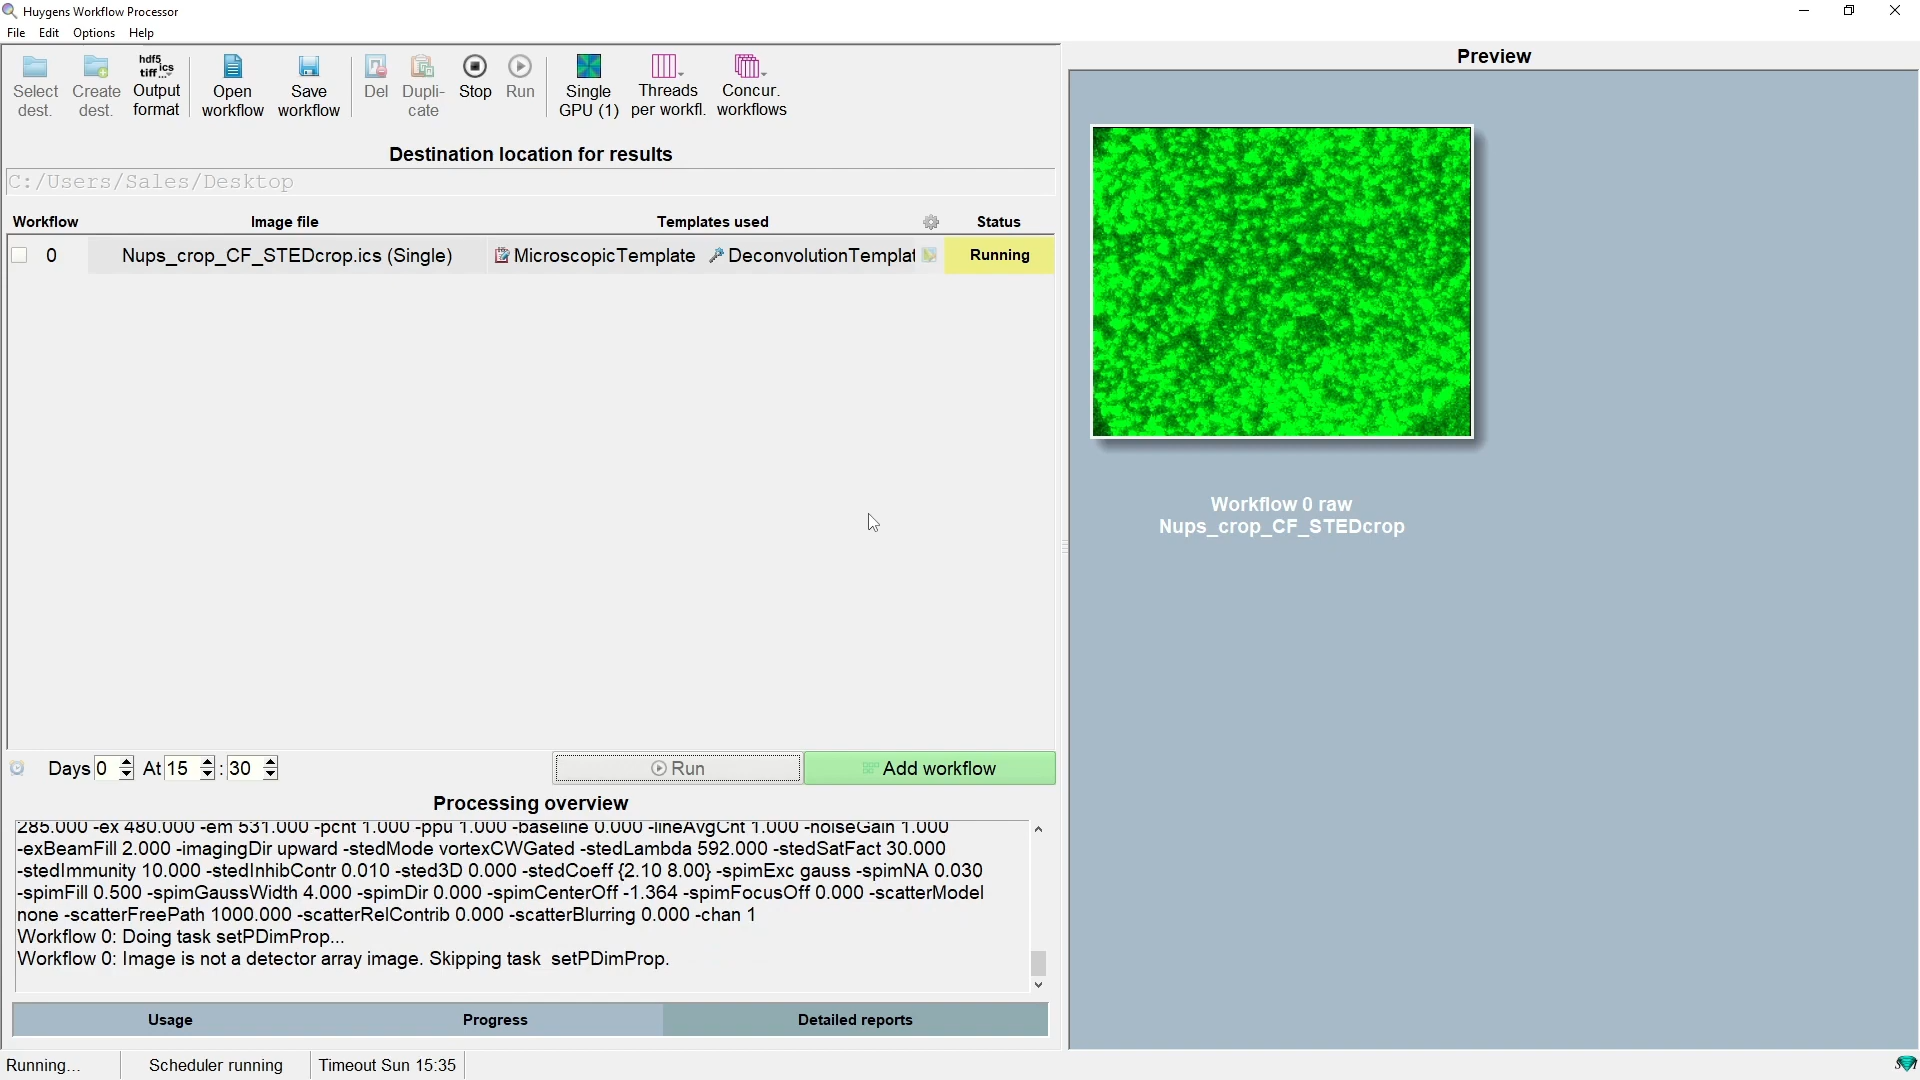 Huygens Workflow Processor
File Edit Options Help
Select dest.
Create dest.
hdf5 tiff ics
Output format
Open workflow
Save workflow
Del
Dupli-cate
Stop
Run
Single GPU (1)
Threads per workfl.
Concur. workflows
Destination location for results
C:/Users/Sales/Desktop
Workflow Image file Templates used Status
0 Nups_crop_CF_STEDcrop.ics (Single) MicroscopicTemplate DeconvolutionTemplat Running
Days 0 At 15 : 30 Run Add workflow
Processing overview
285.000 -ex 480.000 -em 531.000 -pcnt 1.000 -ppu 1.000 -baseline 0.000 -lineAvgCnt 1.000 -noiseGain 1.000
-exBeamFill 2.000 -imagingDir upward -stedMode vortexCWGated -stedLambda 592.000 -stedSatFact 30.000
-stedImmunity 10.000 -stedInhibContr 0.010 -sted3D 0.000 -stedCoeff {2.10 8.00} -spimExc gauss -spimNA 0.030
-spimFill 0.500 -spimGaussWidth 4.000 -spimDir 0.000 -spimCenterOff -1.364 -spimFocusOff 0.000 -scatterModel
none -scatterFreePath 1000.000 -scatterRelContrib 0.000 -scatterBlurring 0.000 -chan 1
Workflow 0: Doing task setPDimProp...
Workflow 0: Image is not a detector array image. Skipping task  setPDimProp.
Usage Progress Detailed reports
Running... Scheduler running Timeout Sun 15:35
Preview
Workflow 0 raw
Nups_crop_CF_STEDcrop
SVI